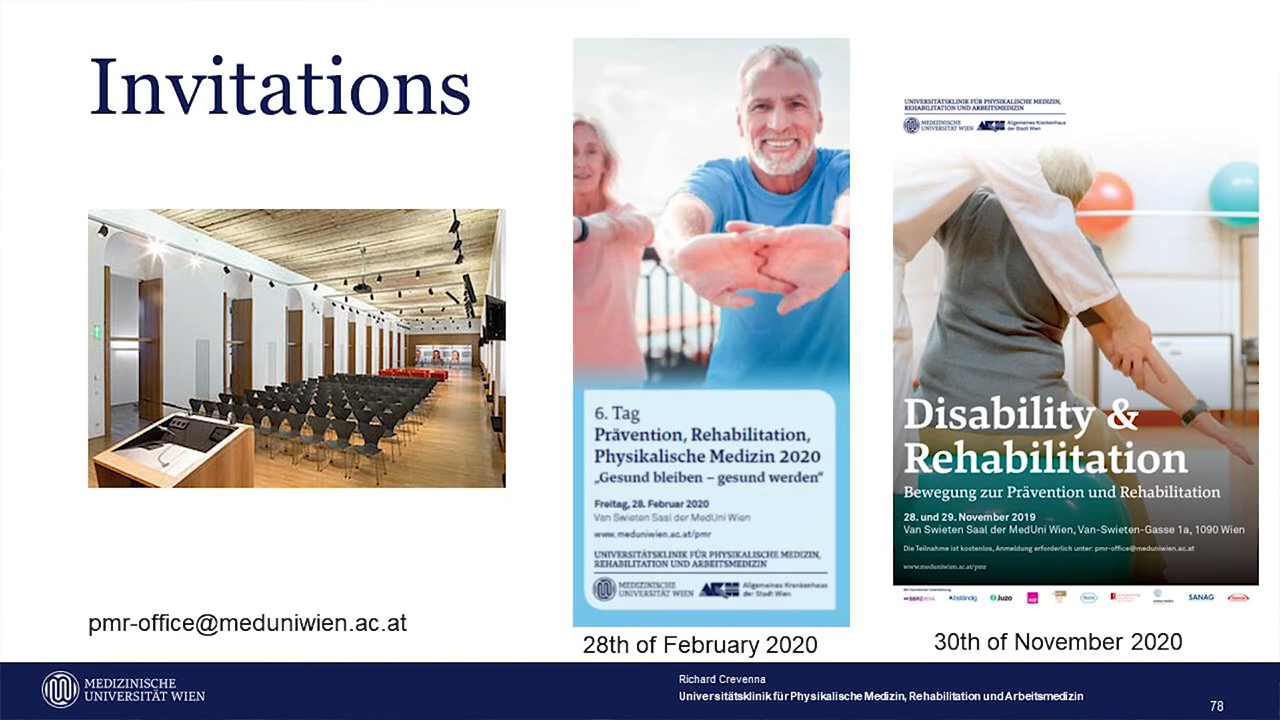 Invitations
pmr-office@meduniwien.ac.at
6. Tag
Prävention, Rehabilitation,
Physikalische Medizin 2020
„Gesund bleiben – gesund werden“
Freitag, 28. Februar 2020
Van Swieten Saal der MedUni Wien
www.meduniwien.ac.at/pmr
UNIVERSITÄTSKLINIK FÜR PHYSIKALISCHE MEDIZIN,
REHABILITATION UND ARBEITSMEDIZIN
MEDIZINISCHE
UNIVERSITÄT WIEN
AKH
Allgemeines Krankenhaus
der Stadt Wien
28th of February 2020
UNIVERSITÄTSKLINIK FÜR PHYSIKALISCHE MEDIZIN,
REHABILITATION UND ARBEITSMEDIZIN
MEDIZINISCHE
UNIVERSITÄT WIEN
AKH
Allgemeines Krankenhaus
der Stadt Wien
Disability &
Rehabilitation
Bewegung zur Prävention und Rehabilitation
28. und 29. November 2019
Van Swieten Saal der MedUni Wien, Van-Swieten-Gasse 1a, 1090 Wien
Die Teilnahme ist kostenlos, Anmeldung erforderlich unter: pmr-office@meduniwien.ac.at
www.meduniwien.ac.at/pmr
Juzo
SANAG
30th of November 2020
MEDIZINISCHE
UNIVERSITÄT WIEN
Richard Crevenna
Universitätsklinik für Physikalische Medizin, Rehabilitation und Arbeitsmedizin
78